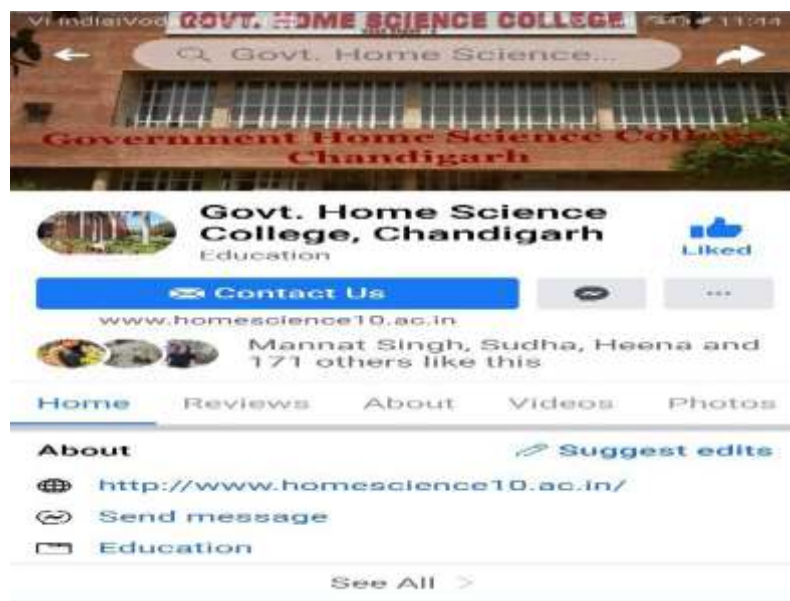 GOVT. HOME SCIENCE COLLEGE
11:44
Govt. Home Science...
Government Home Science College,
Chandigarh
Govt. Home Science
College, Chandigarh
Liked
Education
Contact Us
...
www.homescience10.ac.in
Mannat Singh, Sudha, Heena and
171 others like this
Home Reviews About Videos Photos
About Suggest edits
http://www.homescience10.ac.in/
Send message
Education
See All >